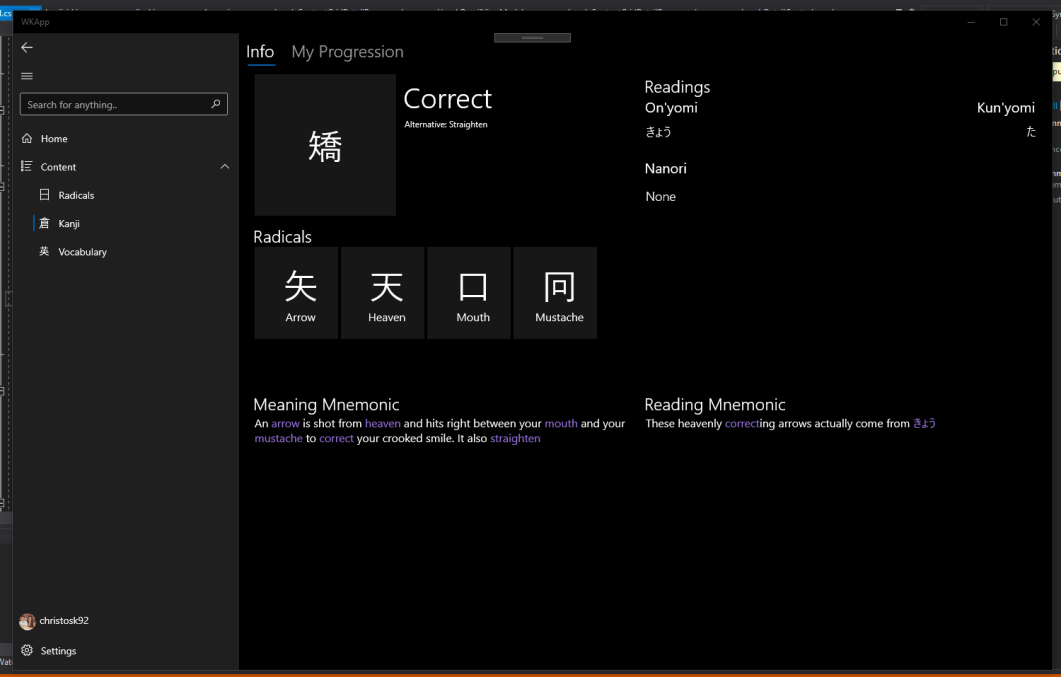 WKApp
Search for anything..
Home
Content
Radicals
倉 Kanji
英 Vocabulary
christosk92
Settings
Info My Progression
矯
Correct
Alternative: Straighten
Readings
On'yomi Kun'yomi
きょう た
Nanori
None
Radicals
矢 天 口 冋
Arrow Heaven Mouth Mustache
Meaning Mnemonic
An arrow is shot from heaven and hits right between your mouth and your
mustache to correct your crooked smile. It also straighten
Reading Mnemonic
These heavenly correcting arrows actually come from きょう